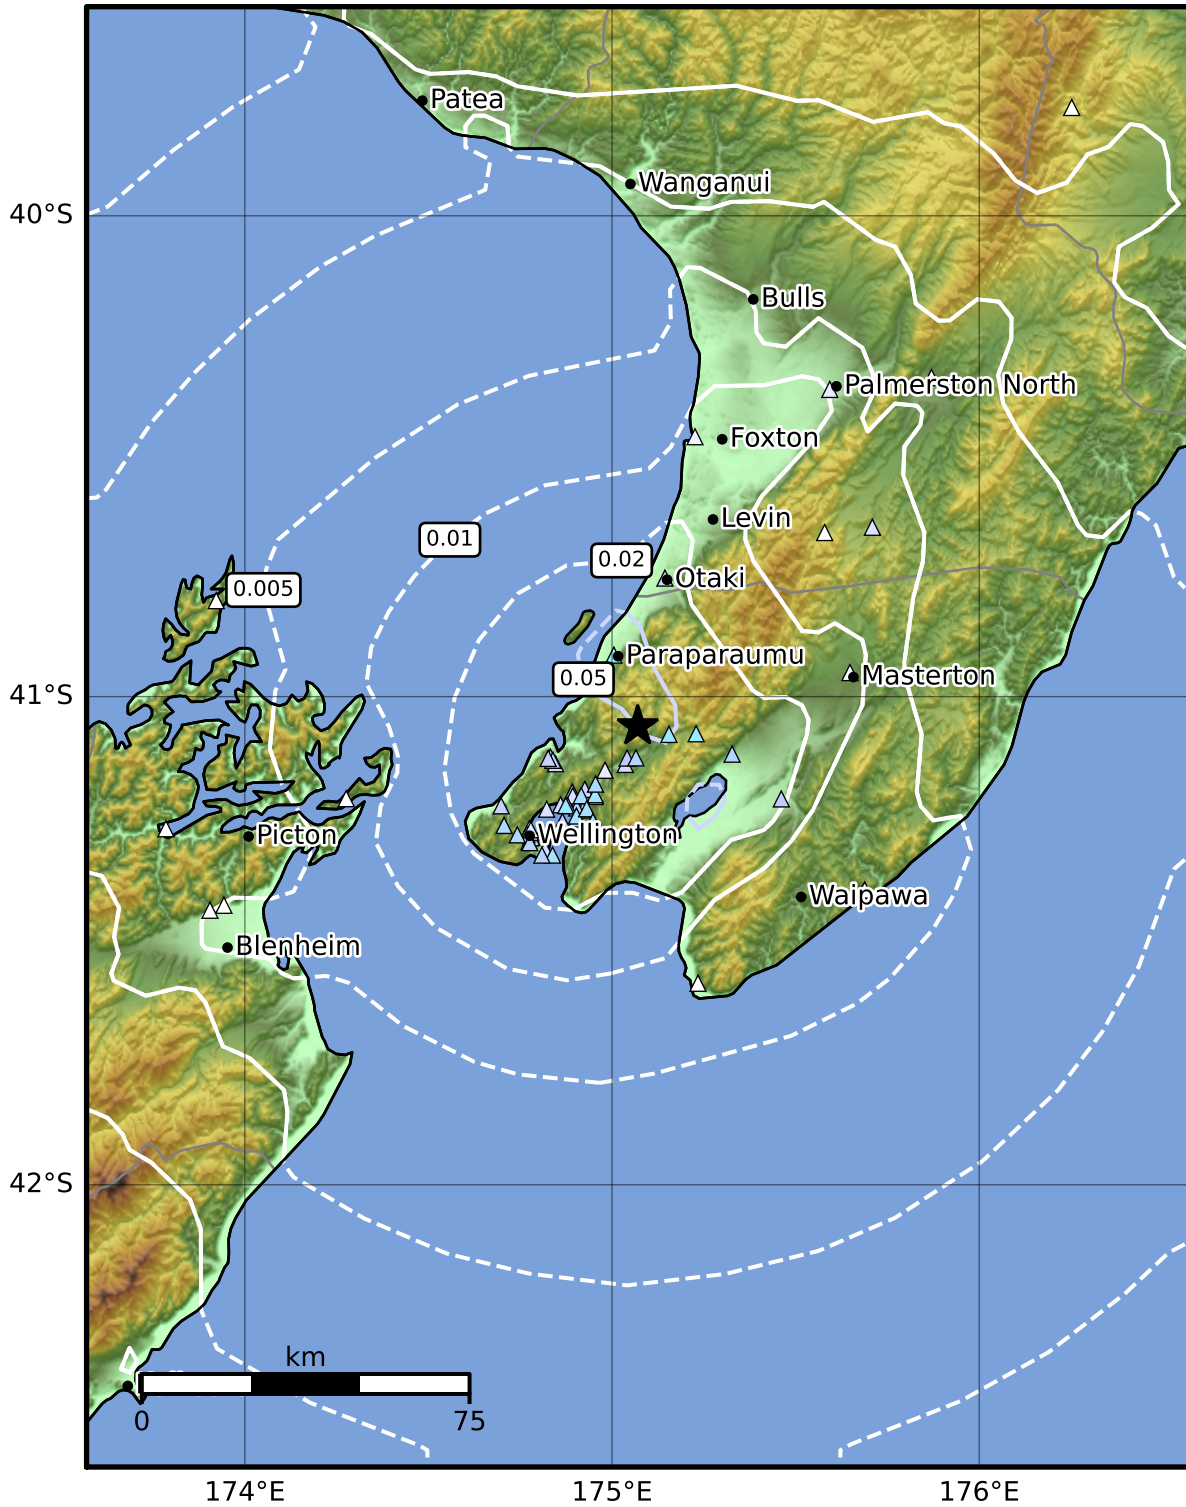 Patea
Wanganui
40°S
Bulls
Palmerston North
Foxton
Levin
0.01
0.02
Otaki
0.005
Paraparaumu
0.05
Masterton
41°S
Picton
Wellington
Waipawa
Blenheim
42°S
km
0
75
174°E
175°E
176°E